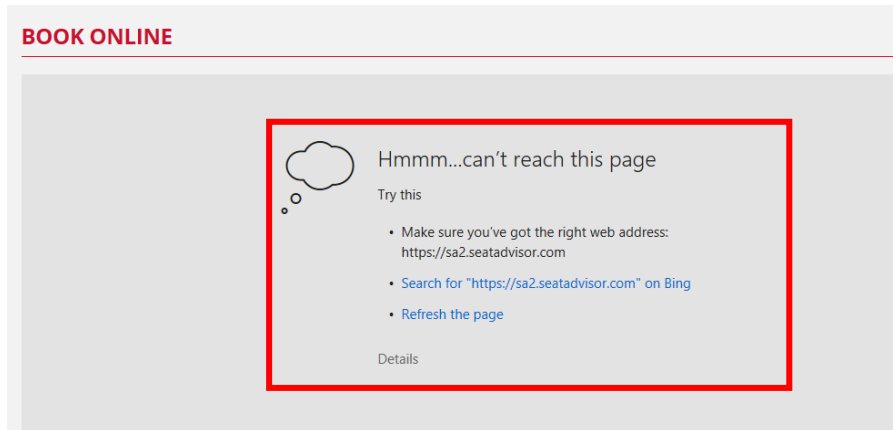 BOOK ONLINE
Hmmm...can't reach this page
Try this
• Make sure you've got the right web address:
https://sa2.seatadvisor.com
• Search for "https://sa2.seatadvisor.com" on Bing
• Refresh the page
Details